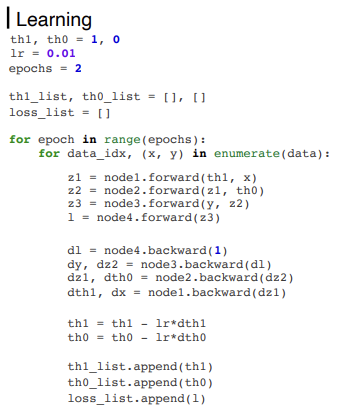 Learning
th1, th0 = 1, 0
lr = 0.01
epochs = 2
th1_list, th0_list = [], []
loss_list = []
for epoch in range(epochs):
    for data_idx, (x, y) in enumerate(data):
        z1 = node1.forward(th1, x)
        z2 = node2.forward(z1, th0)
        z3 = node3.forward(y, z2)
        l = node4.forward(z3)
        dl = node4.backward(1)
        dy, dz2 = node3.backward(dl)
        dz1, dth0 = node2.backward(dz2)
        dth1, dx = node1.backward(dz1)
        th1 = th1 - lr*dth1
        th0 = th0 - lr*dth0
        th1_list.append(th1)
        th0_list.append(th0)
        loss_list.append(l)